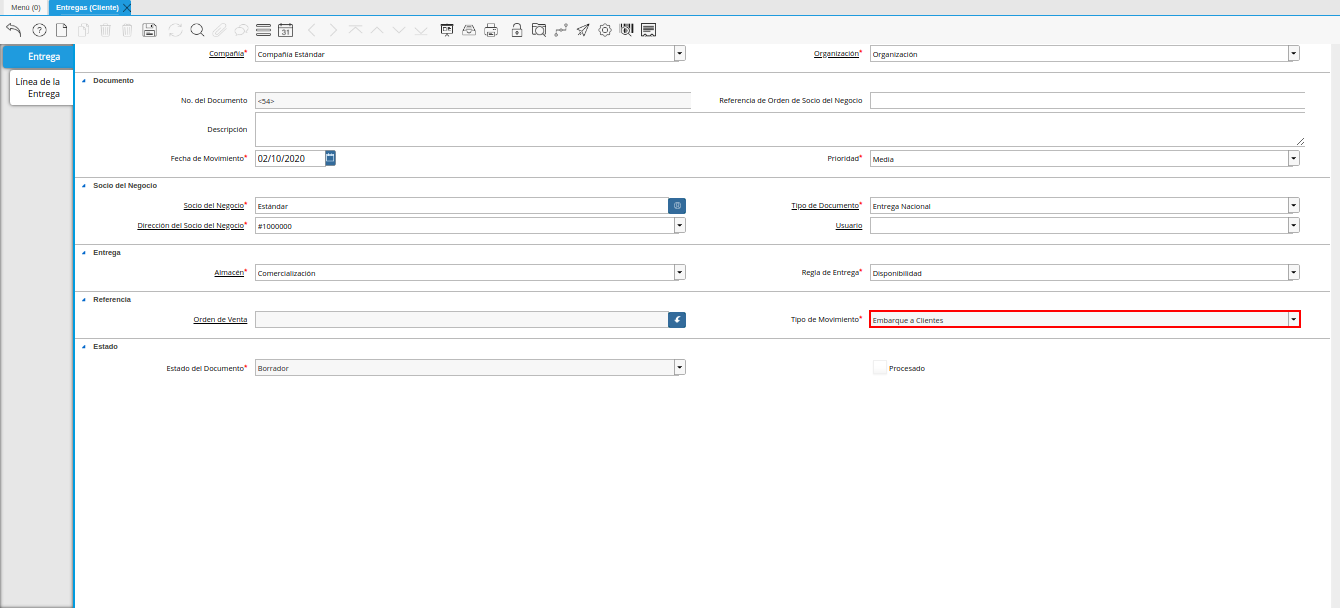 Menú (0) Entregas (Cliente)
31
Entrega
Línea de la
Entrega
Compañía* Compañía Estándar Organización* Organización
Documento
No. del Documento <54> Referencia de Orden de Socio del Negocio
Descripción
Fecha de Movimiento* 02/10/2020 Prioridad* Media
Socio del Negocio
Socio del Negocio* Estándar Tipo de Documento* Entrega Nacional
Dirección del Socio del Negocio* #1000000 Usuario
Entrega
Almacén* Comercialización Regla de Entrega* Disponibilidad
Referencia
Orden de Venta Tipo de Movimiento* Embarque a Clientes
Estado
Estado del Documento* Borrador Procesado